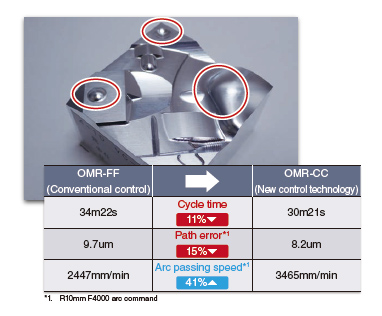 OMR-FF
(Conventional control)
OMR-CC
(New control technology)
34m22s
Cycle time
11%▼
30m21s
9.7um
Path error*1
15%▼
8.2um
2447mm/min
Arc passing speed*1
41%▲
3465mm/min
*1. R10mm F4000 arc command